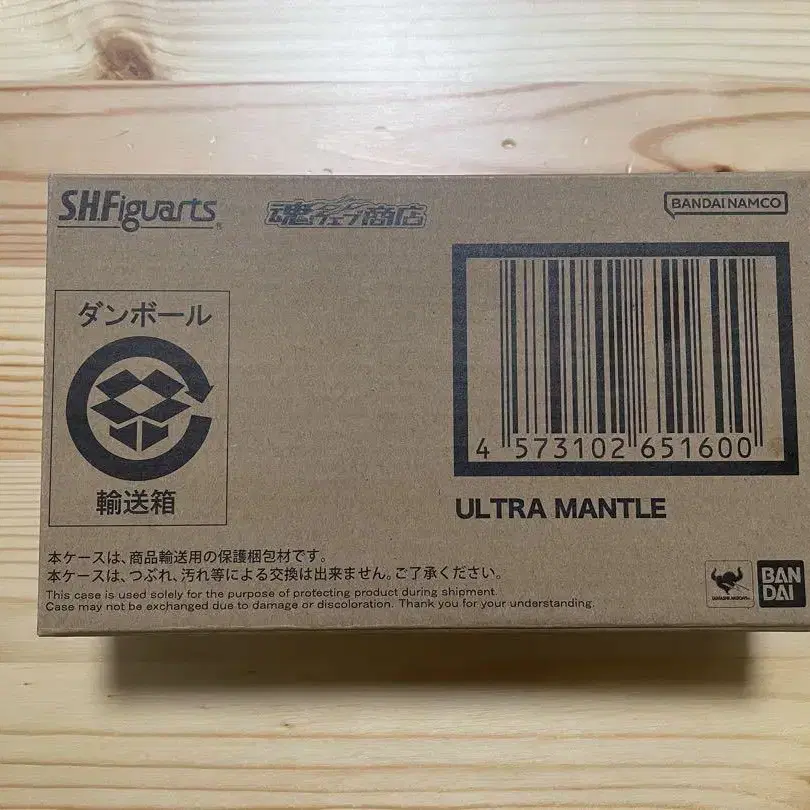 S.H.Figuarts
魂ウェブ商店
BANDAI NAMCO
ダンボール
輸送箱
4 573102 651600
ULTRA MANTLE
本ケースは、商品輸送用の保護梱包材です。
本ケースは、つぶれ、汚れ等による交換は出来ません。ご了承ください。
This case is used solely for the purpose of protecting product during shipment.
Case may not be exchanged due to damage or discoloration. Thank you for your understanding.
TAMASHII NATIONS
BAN
DAI